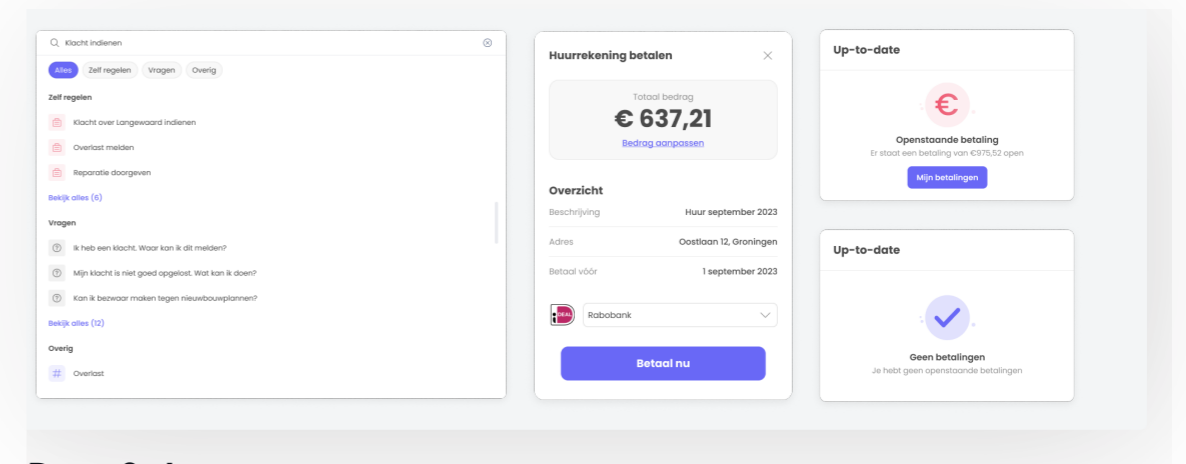 Klacht indienen
Alles Zelf regelen Vragen Overig
Zelf regelen
Klacht over Langewaard indienen
Overlast melden
Reparatie doorgeven
Bekijk alles (6)
Vragen
Ik heb een klacht. Waar kan ik dit melden?
Mijn klacht is niet goed opgelost. Wat kan ik doen?
Kan ik bezwaar maken tegen nieuwbouwplannen?
Bekijk alles (12)
Overig
# Overlast
Huurrekening betalen
Totaal bedrag
€ 637,21
Bedrag aanpassen
Overzicht
Beschrijving Huur september 2023
Adres Oostlaan 12, Groningen
Betaal vóór 1 september 2023
iDEAL Rabobank
Betaal nu
Up-to-date
€
Openstaande betaling
Er staat een betaling van €975,52 open
Mijn betalingen
Up-to-date
Geen betalingen
Je hebt geen openstaande betalingen